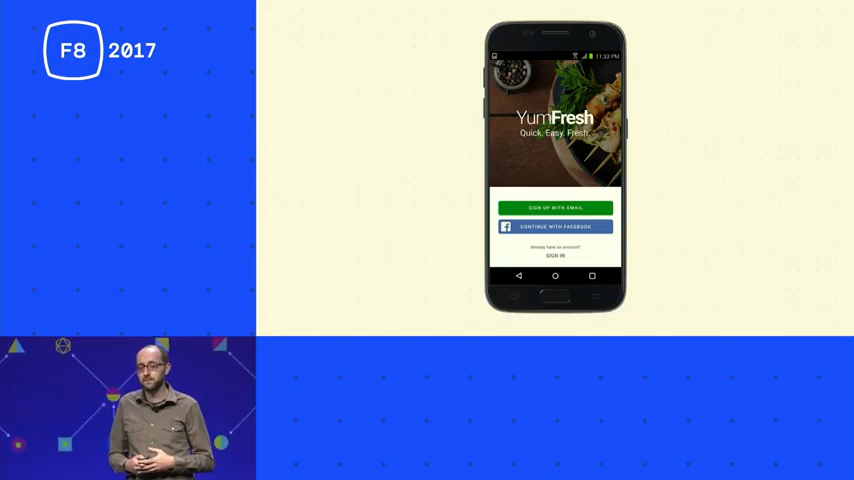 F8 2017
11:33 PM
YumFresh
Quick. Easy. Fresh.
SIGN UP WITH EMAIL
f CONTINUE WITH FACEBOOK
Already have an account?
SIGN IN